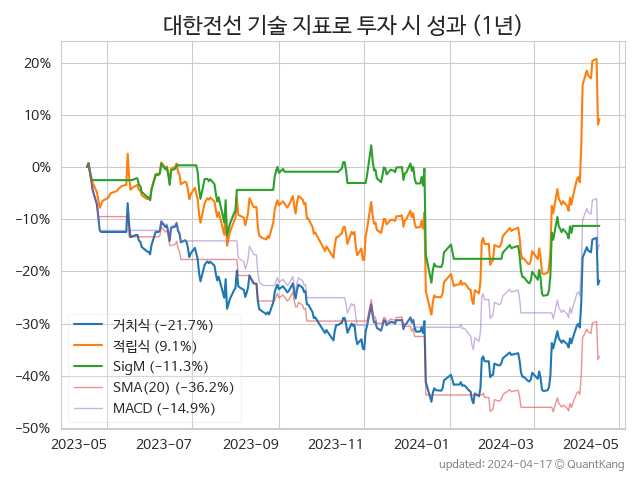 대한전선 기술 지표로 투자 시 성과 (1년)
20%
10%
0%
−10%
−20%
−30%
−40%
−50%
거치식 (−21.7%)
적립식 (9.1%)
SigM (−11.3%)
SMA(20) (−36.2%)
MACD (−14.9%)
2023-05 2023-07 2023-09 2023-11 2024-01 2024-03 2024-05
updated: 2024-04-17 © QuantKang